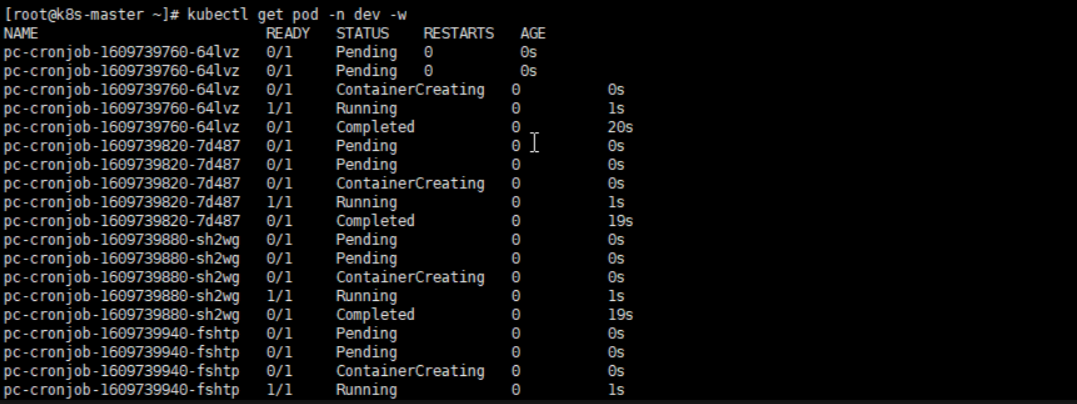 [root@k8s-master ~]# kubectl get pod -n dev -w
NAME READY STATUS RESTARTS AGE
pc-cronjob-1609739760-64lvz 0/1 Pending 0 0s
pc-cronjob-1609739760-64lvz 0/1 Pending 0 0s
pc-cronjob-1609739760-64lvz 0/1 ContainerCreating 0 0s
pc-cronjob-1609739760-64lvz 1/1 Running 0 1s
pc-cronjob-1609739760-64lvz 0/1 Completed 0 20s
pc-cronjob-1609739820-7d487 0/1 Pending 0 0s
pc-cronjob-1609739820-7d487 0/1 Pending 0 0s
pc-cronjob-1609739820-7d487 0/1 ContainerCreating 0 0s
pc-cronjob-1609739820-7d487 1/1 Running 0 1s
pc-cronjob-1609739820-7d487 0/1 Completed 0 19s
pc-cronjob-1609739880-sh2wg 0/1 Pending 0 0s
pc-cronjob-1609739880-sh2wg 0/1 Pending 0 0s
pc-cronjob-1609739880-sh2wg 0/1 ContainerCreating 0 0s
pc-cronjob-1609739880-sh2wg 1/1 Running 0 1s
pc-cronjob-1609739880-sh2wg 0/1 Completed 0 19s
pc-cronjob-1609739940-fshtp 0/1 Pending 0 0s
pc-cronjob-1609739940-fshtp 0/1 Pending 0 0s
pc-cronjob-1609739940-fshtp 0/1 ContainerCreating 0 0s
pc-cronjob-1609739940-fshtp 1/1 Running 0 1s